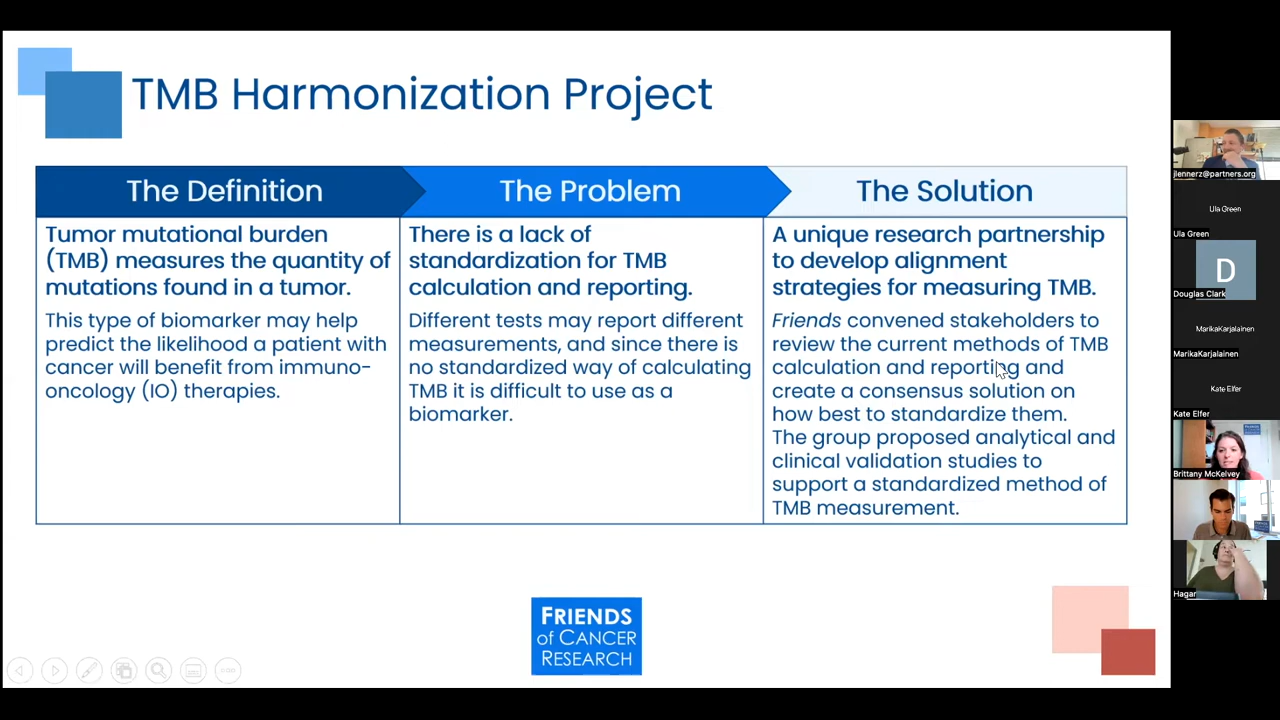 TMB Harmonization Project
The Definition
The Problem
The Solution
Tumor mutational burden
(TMB) measures the quantity of
mutations found in a tumor.
This type of biomarker may help
predict the likelihood a patient with
cancer will benefit from immuno-
oncology (IO) therapies.
There is a lack of
standardization for TMB
calculation and reporting.
Different tests may report different
measurements, and since there is
no standardized way of calculating
TMB it is difficult to use as a
biomarker.
A unique research partnership
to develop alignment
strategies for measuring TMB.
Friends convened stakeholders to
review the current methods of TMB
calculation and reporting and
create a consensus solution on
how best to standardize them.
The group proposed analytical and
clinical validation studies to
support a standardized method of
TMB measurement.
FRIENDS
of CANCER
RESEARCH
jlennerz@partners.org
Ula Green
Ula Green
D
Douglas Clark
MarikaKarjalainen
MarikaKarjalainen
Kate Elfer
Kate Elfer
FRIENDS
Brittany McKelvey
FRIENDS
Hagar